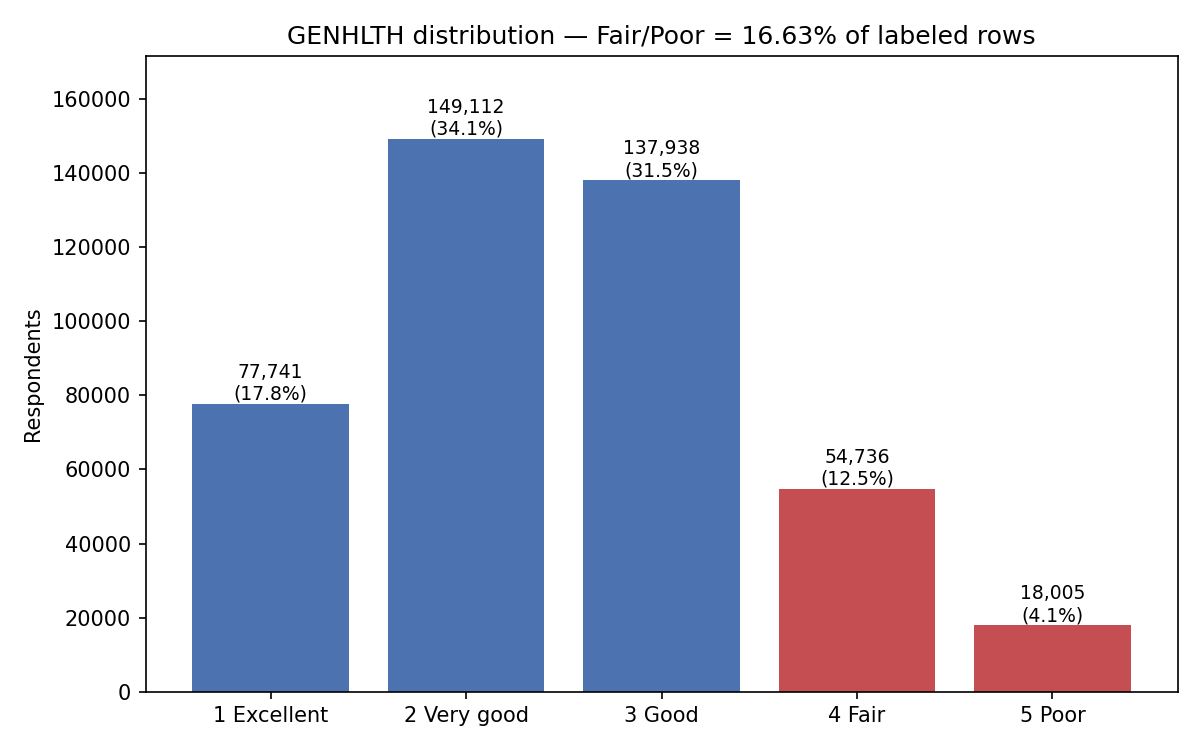 GENHLTH distribution — Fair/Poor = 16.63% of labeled rows
Respondents
160000
140000
120000
100000
80000
60000
40000
20000
0
77,741
(17.8%)
149,112
(34.1%)
137,938
(31.5%)
54,736
(12.5%)
18,005
(4.1%)
1 Excellent
2 Very good
3 Good
4 Fair
5 Poor